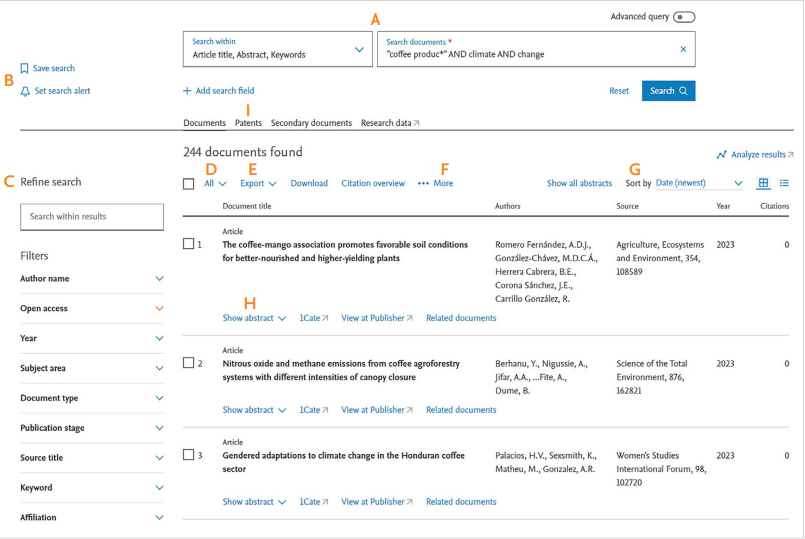 A
Advanced query
Search within
Article title, Abstract, Keywords
Search documents *
"coffee produc*" AND climate AND change
B
Save search
Set search alert
+ Add search field
Reset
Search
I
Documents Patents Secondary documents Research data
244 documents found
Analyze results
C
Refine search
D E F G
All Export Download Citation overview ••• More Show all abstracts Sort by Date (newest)
Search within results
Document title Authors Source Year Citations
Article
1 The coffee-mango association promotes favorable soil conditions
for better-nourished and higher-yielding plants
Romero Fernández, A.D.J.,
González-Chávez, M.D.C.Á.,
Herrera Cabrera, B.E.,
Corona Sánchez, J.E.,
Carrillo González, R.
Agriculture, Ecosystems
and Environment, 354,
108589
2023
0
H
Show abstract 1Cate View at Publisher Related documents
Article
2 Nitrous oxide and methane emissions from coffee agroforestry
systems with different intensities of canopy closure
Berhanu, Y., Nigussie, A.,
Jifar, A.A., ...Fite, A.,
Dume, B.
Science of the Total
Environment, 876,
162821
2023
0
Show abstract 1Cate View at Publisher Related documents
Article
3 Gendered adaptations to climate change in the Honduran coffee
sector
Palacios, H.V., Sexsmith, K.,
Matheu, M., Gonzalez, A.R.
Women's Studies
International Forum, 98,
102720
2023
0
Show abstract 1Cate View at Publisher Related documents
Filters
Author name
Open access
Year
Subject area
Document type
Publication stage
Source title
Keyword
Affiliation